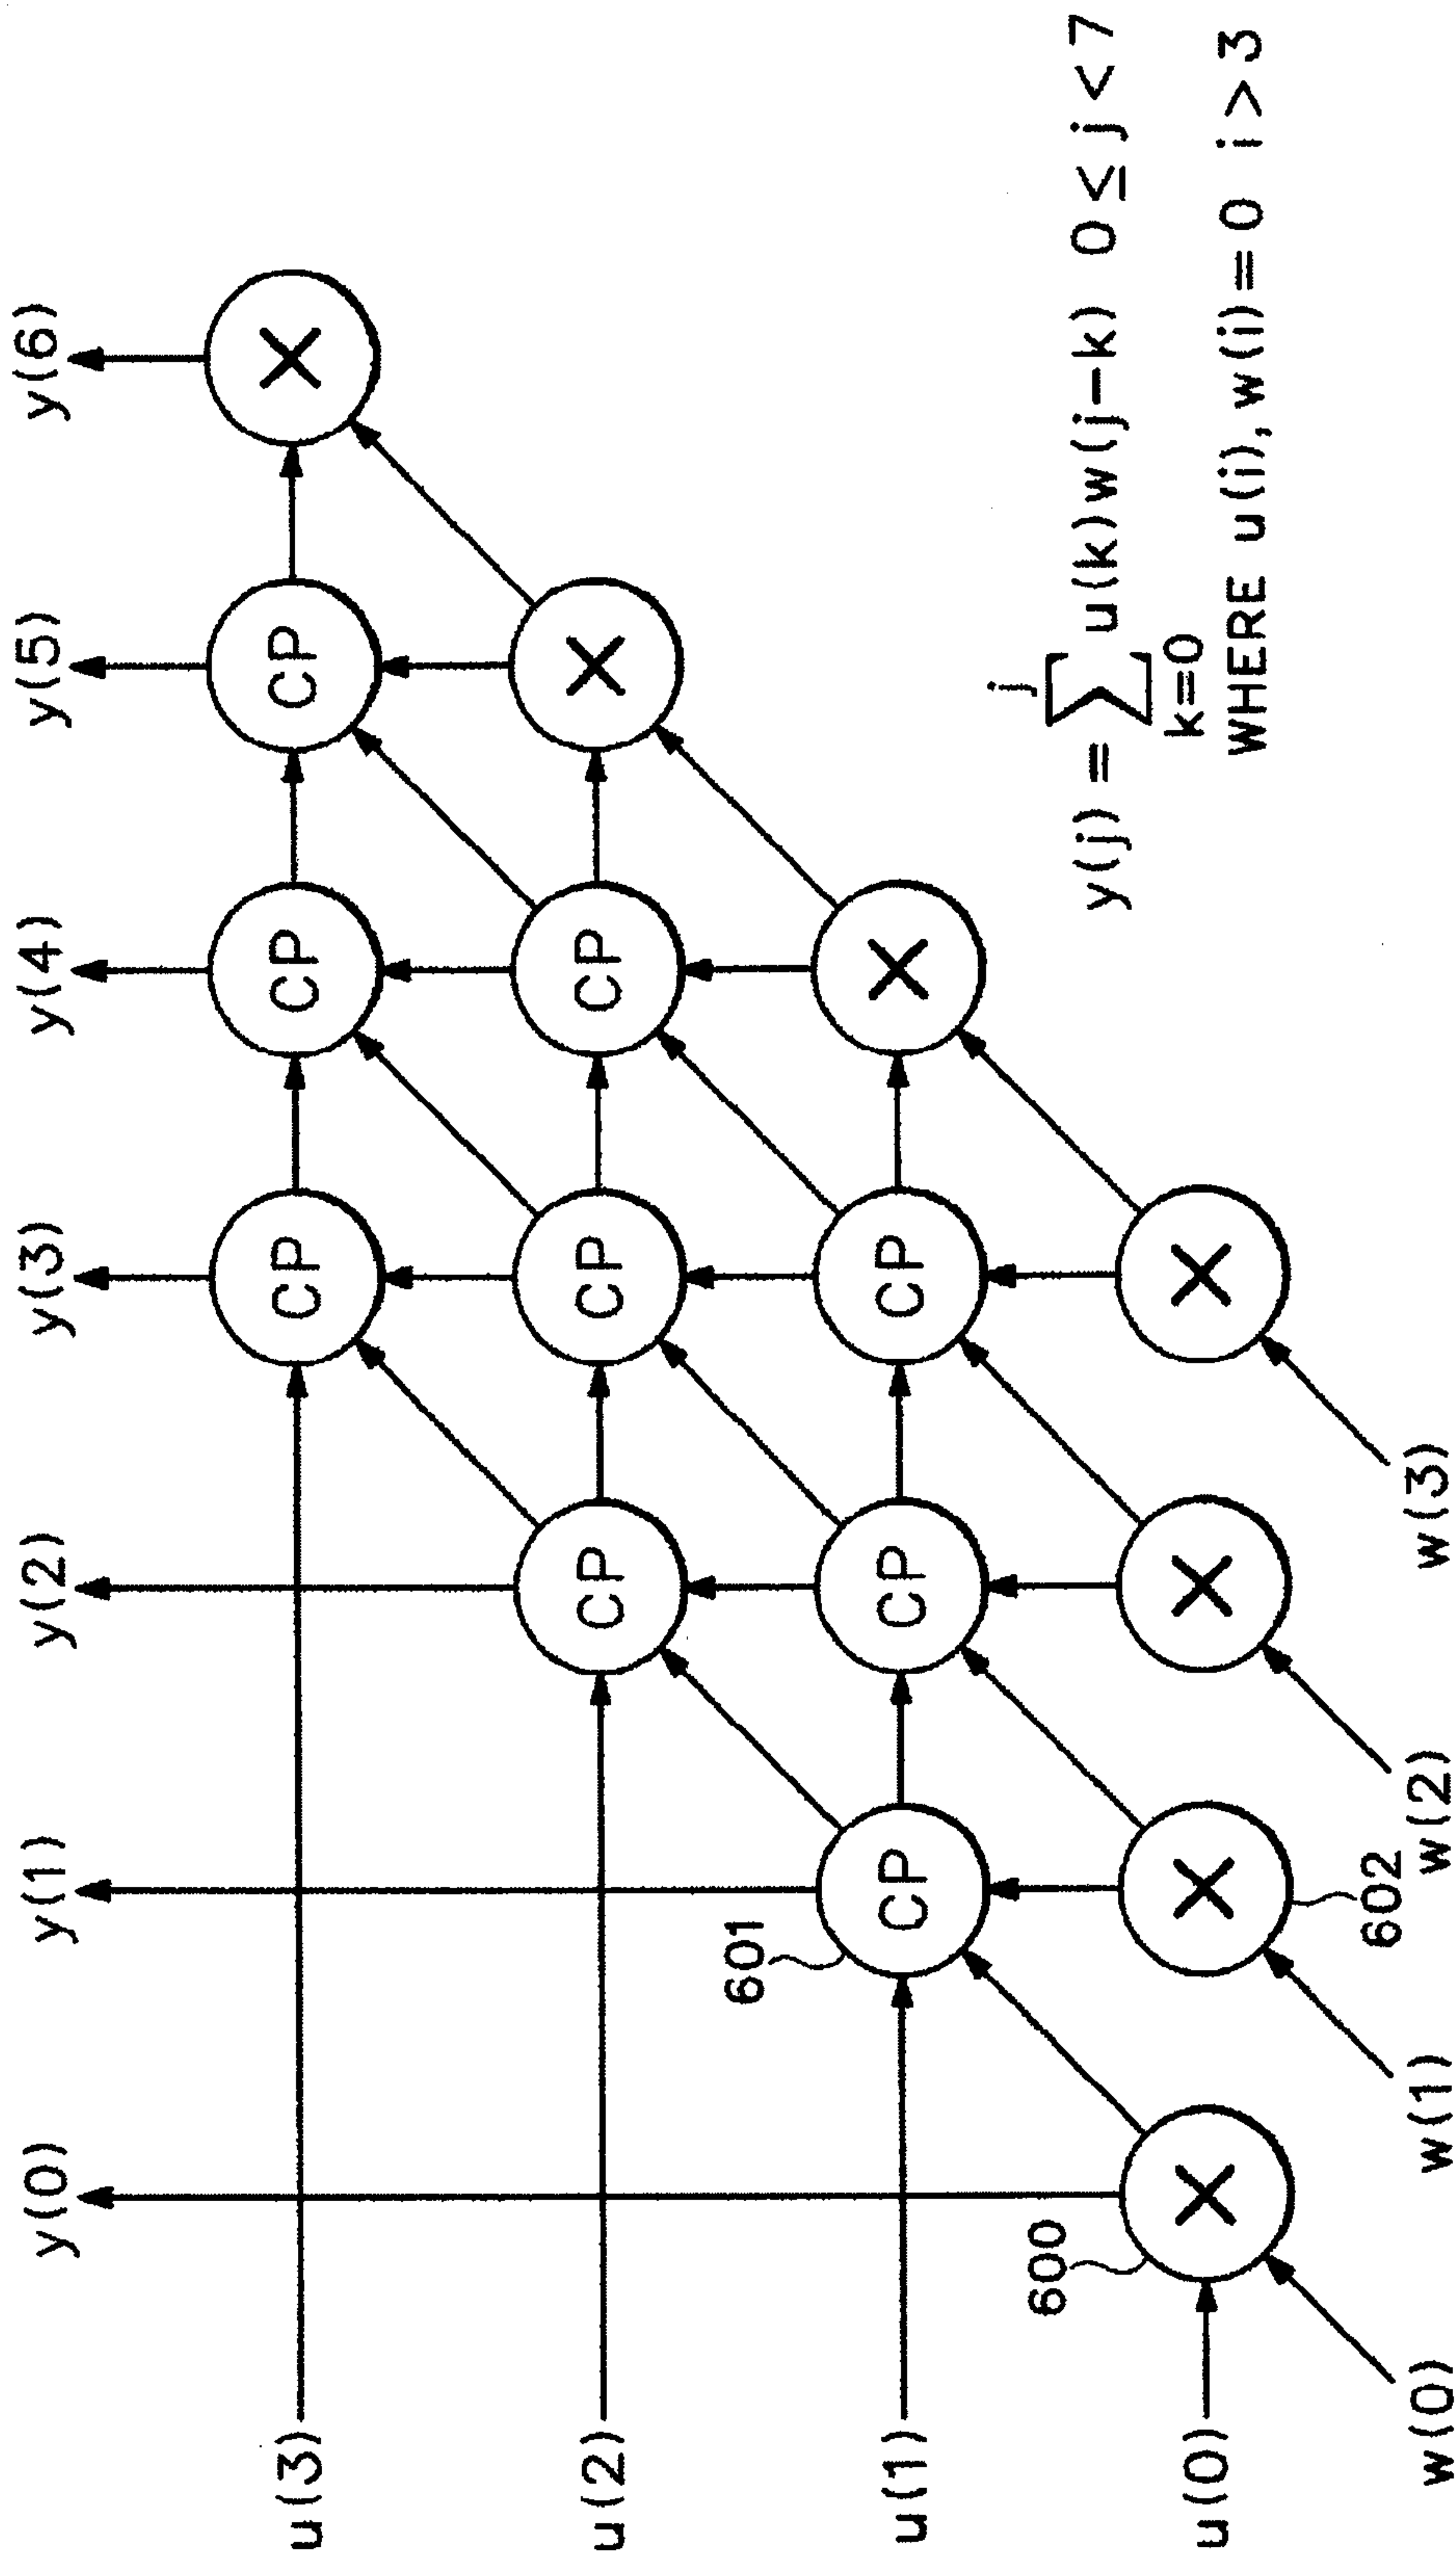 y(0) y(1) y(2) y(3) y(4) y(5) y(6)
u(3) CP CP CP ×
u(2) CP CP CP ×
601
u(1) CP CP CP ×
600
u(0) × × × ×
602
w(0) w(1) w(2) w(3)
y(j) = j ∑ k=0 u(k)w(j−k) 0 ≤ j < 7
WHERE u(i), w(i)=0 i > 3